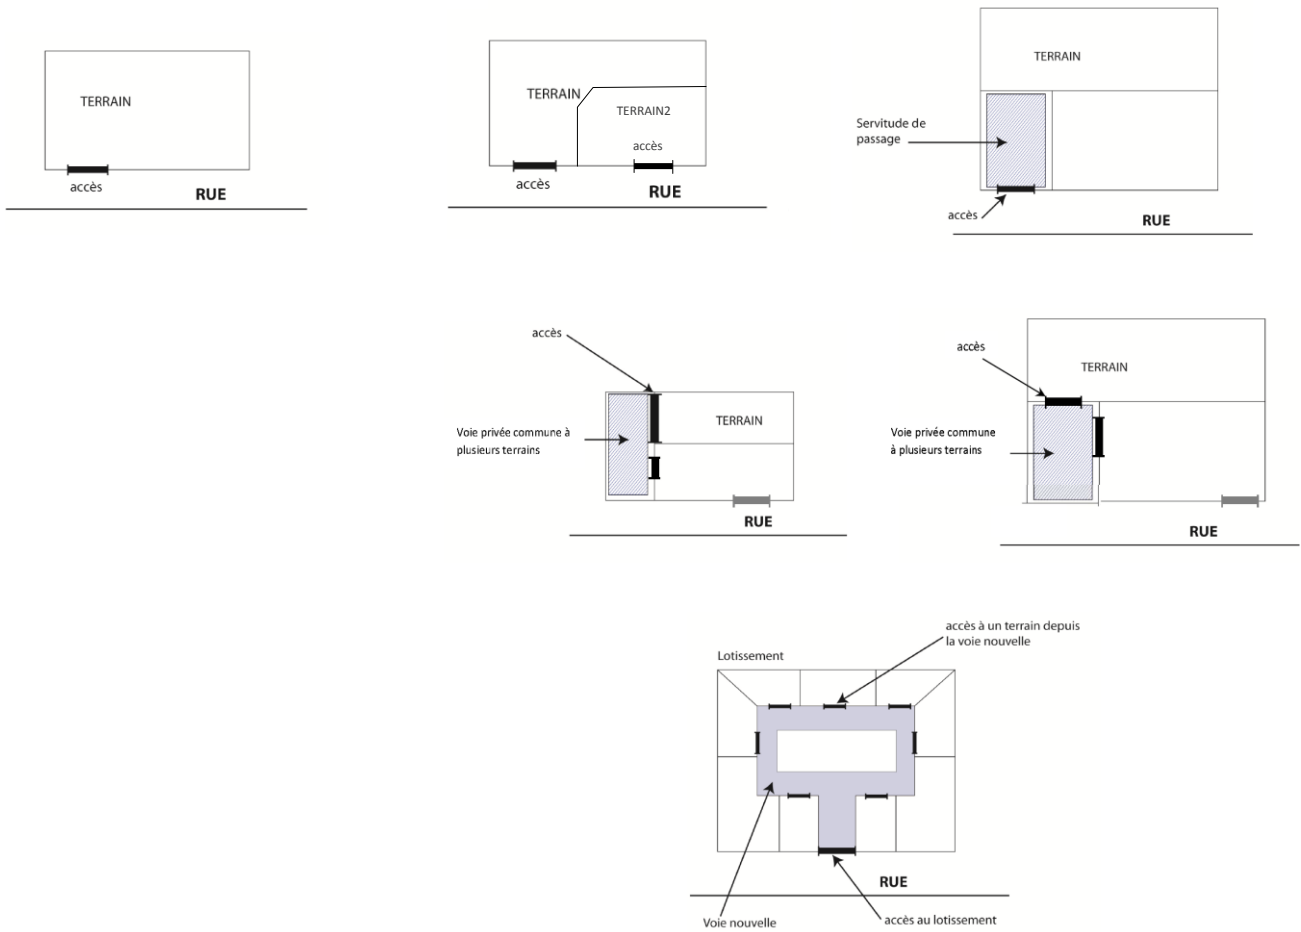 TERRAIN
accès
RUE
TERRAIN
TERRAIN2
accès
accès
RUE
TERRAIN
Servitude de
passage
accès
RUE
accès
TERRAIN
Voie privée commune à
plusieurs terrains
RUE
accès
TERRAIN
Voie privée commune
à plusieurs terrains
RUE
accès à un terrain depuis
la voie nouvelle
Lotissement
RUE
Voie nouvelle
accès au lotissement